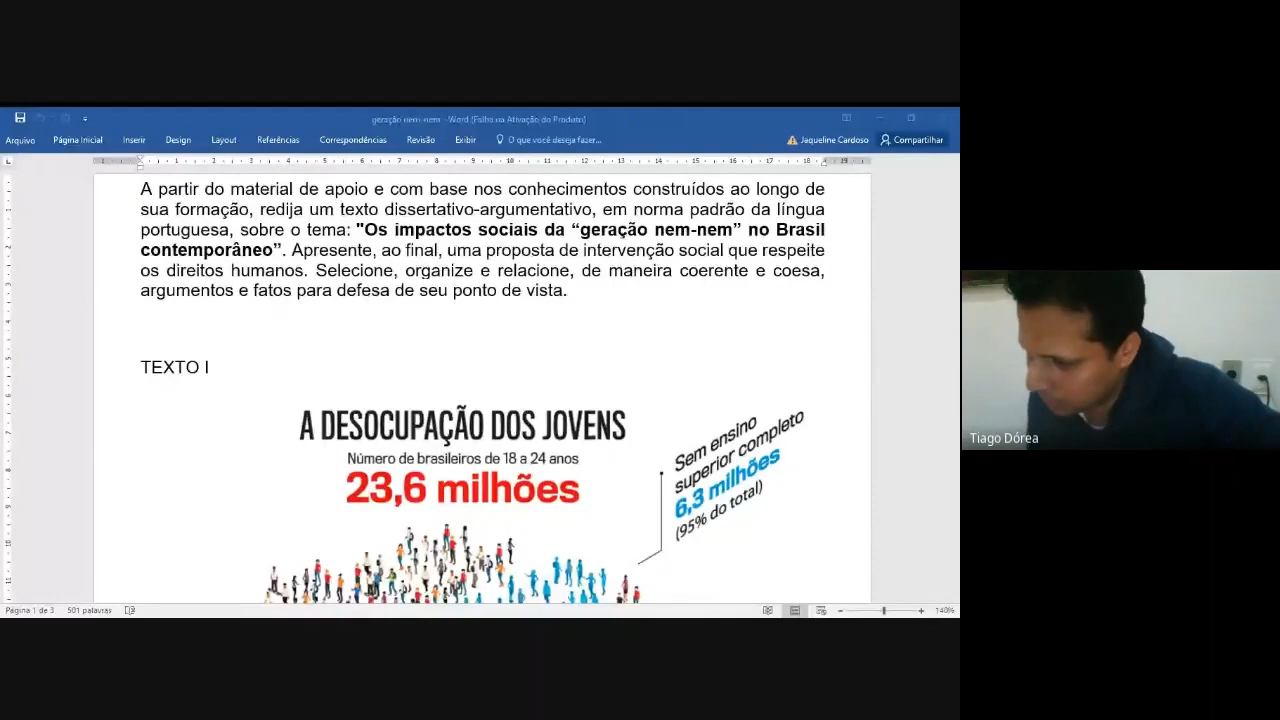 geração nem-nem - Word (Falha na Ativação do Produto)
Arquivo Página Inicial Inserir Design Layout Referências Correspondências Revisão Exibir O que você deseja fazer... Jaqueline Cardoso Compartilhar
A partir do material de apoio e com base nos conhecimentos construídos ao longo de
sua formação, redija um texto dissertativo-argumentativo, em norma padrão da língua
portuguesa, sobre o tema: "Os impactos sociais da “geração nem-nem” no Brasil
contemporâneo”. Apresente, ao final, uma proposta de intervenção social que respeite
os direitos humanos. Selecione, organize e relacione, de maneira coerente e coesa,
argumentos e fatos para defesa de seu ponto de vista.
TEXTO I
A DESOCUPAÇÃO DOS JOVENS
Número de brasileiros de 18 a 24 anos
23,6 milhões
Sem ensino
superior completo
6,3 milhões
(95% do total)
Página 1 de 3 501 palavras 140%
Tiago Dórea